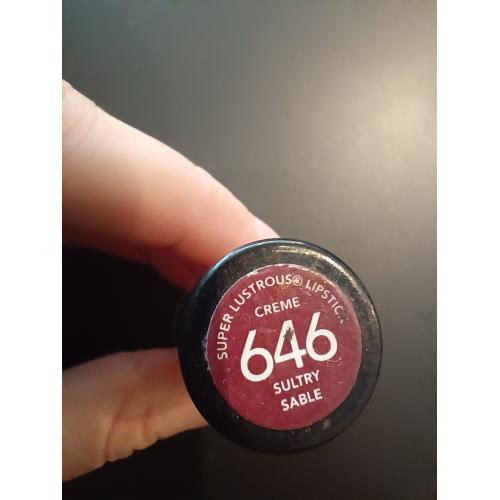 SUPER LUSTROUS® LIPSTICK
CREME
646
SULTRY
SABLE